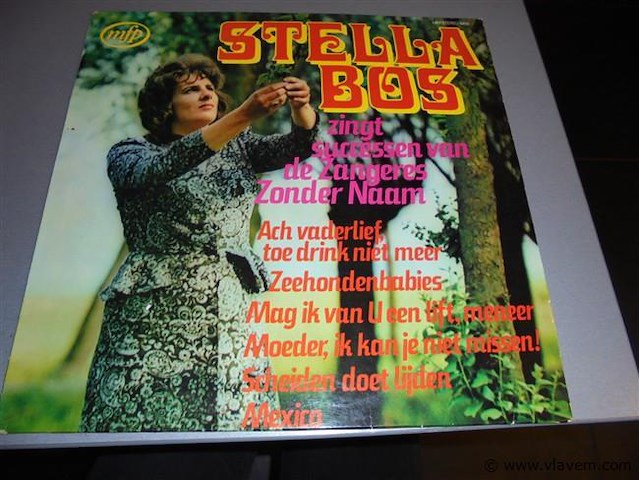 mfp
STELLA
BOS
zingt
successen van
de Zangeres
Zonder Naam
Ach vaderlief,
toe drink niet meer
Zeehondenbabies
Mag ik van U een lift, meneer
Moeder, ik kan je niet missen!
Scheiden doet lijden
Mexico
© www.vlavem.com